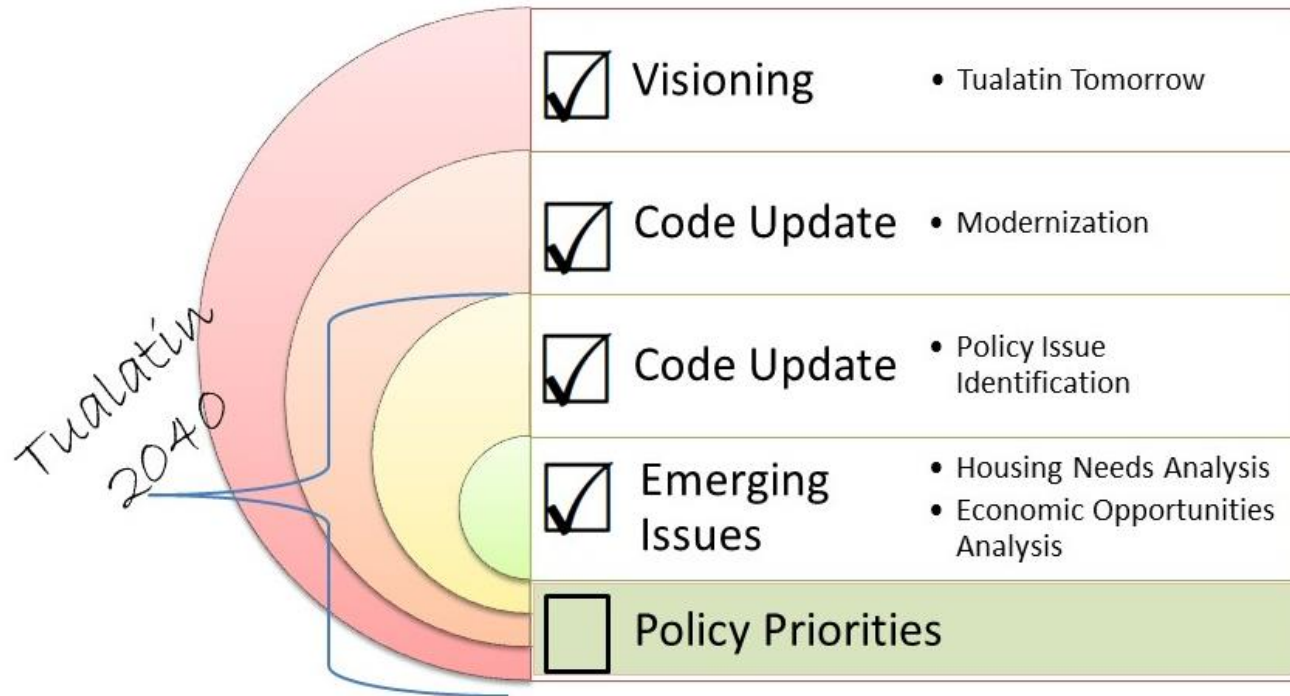 Visioning
• Tualatin Tomorrow
Code Update
• Modernization
Code Update
• Policy Issue
Identification
Emerging
Issues
• Housing Needs Analysis
• Economic Opportunities
Analysis
Policy Priorities
Tualatin
2040